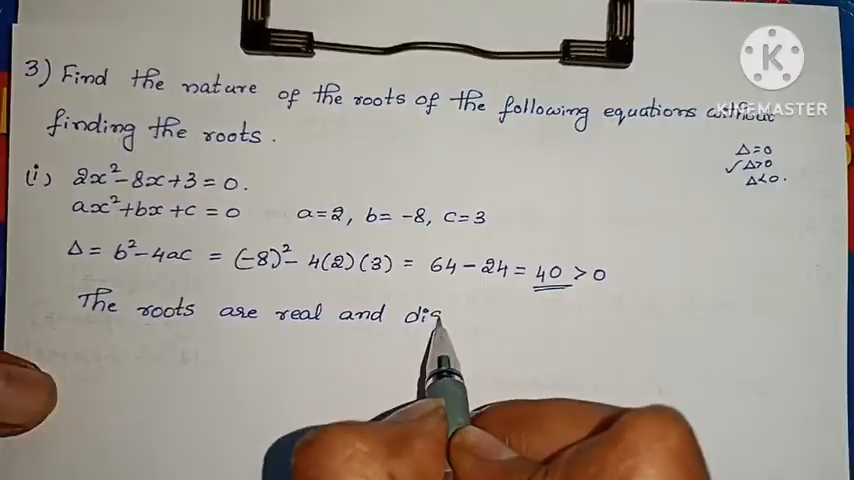 3) Find the nature of the roots of the following equations without
finding the roots.
(i) 2x²-8x+3=0.
ax²+bx+c=0 a=2, b=-8, c=3
Δ= b²-4ac = (-8)²- 4(2)(3) = 64-24=40 >0
The roots are real and dis
Δ=0
✓Δ>0
Δ<0.
K
KINEMASTER